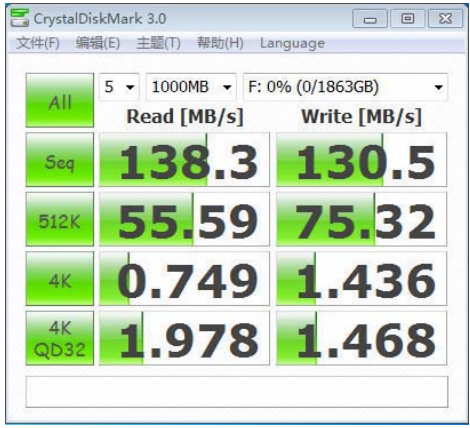 CrystalDiskMark 3.0
文件(F) 编辑(E) 主题(T) 帮助(H) Language
All 5 1000MB F: 0% (0/1863GB)
Read [MB/s] Write [MB/s]
Seq 138.3 130.5
512K 55.59 75.32
4K 0.749 1.436
4K
QD32 1.978 1.468